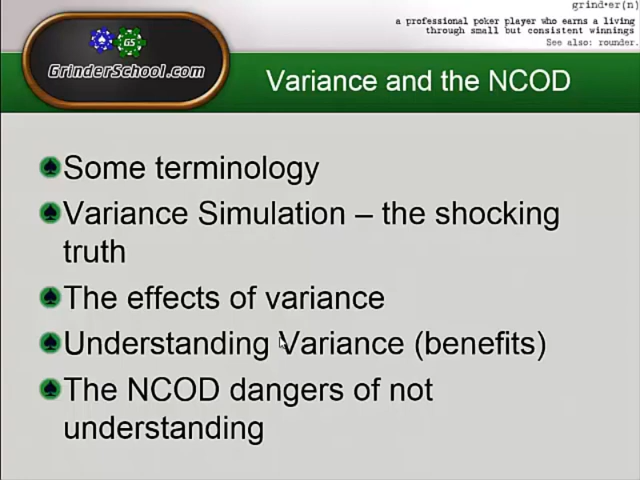 grind•er(n)
a professional poker player who earns a living
through small but consistent winnings
See also: rounder.
GS
GRINDERSCHOOL.COM
Variance and the NCOD
Some terminology
Variance Simulation – the shocking
truth
The effects of variance
Understanding Variance (benefits)
The NCOD dangers of not
understanding